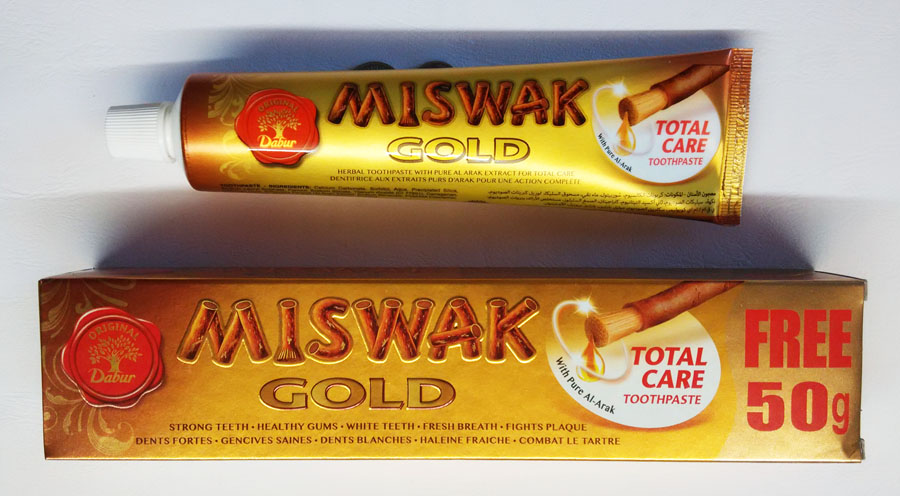 ORIGINAL
Dabur
MISWAK
GOLD
HERBAL TOOTHPASTE WITH PURE AL ARAK EXTRACT FOR TOTAL CARE
DENTIFRICE AUX EXTRAITS PURS D'ARAK POUR UNE ACTION COMPLÈTE
With Pure Al-Arak
TOTAL
CARE
TOOTHPASTE
ORIGINAL
Dabur
MISWAK
GOLD
STRONG TEETH • HEALTHY GUMS • WHITE TEETH • FRESH BREATH • FIGHTS PLAQUE
DENTS FORTES • GENCIVES SAINES • DENTS BLANCHES • HALEINE FRAICHE • COMBAT LE TARTRE
With Pure Al-Arak
TOTAL
CARE
TOOTHPASTE
FREE
50g